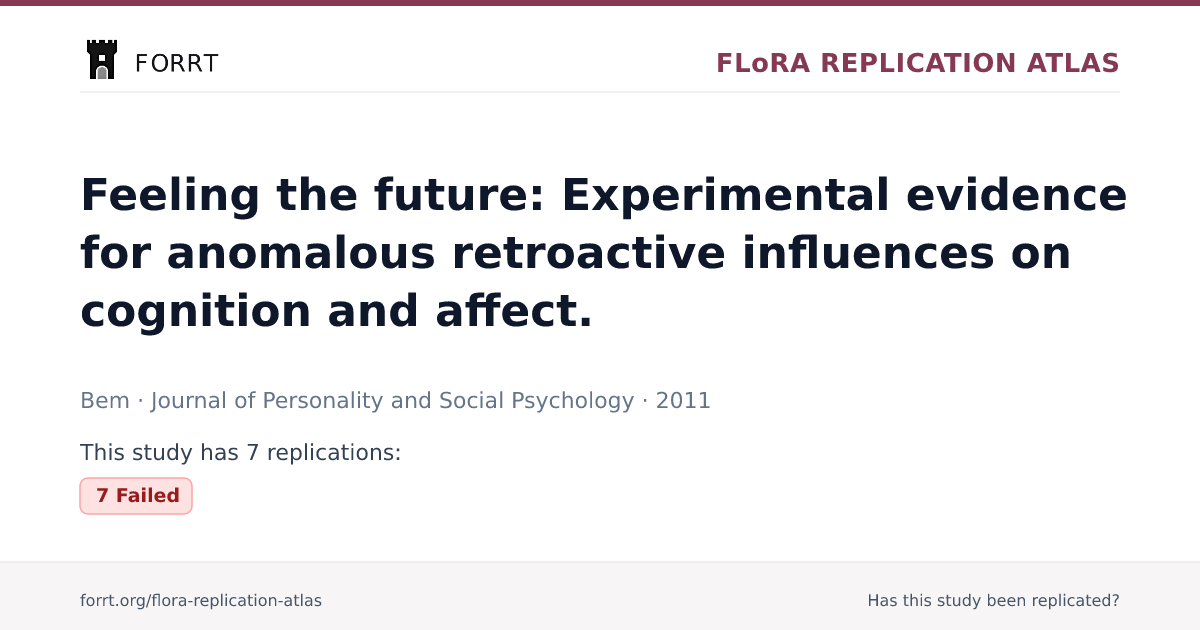 FORRT
FLoRA REPLICATION ATLAS
Feeling the future: Experimental evidence
for anomalous retroactive influences on
cognition and affect.
Bem · Journal of Personality and Social Psychology · 2011
This study has 7 replications:
7 Failed
forrt.org/flora-replication-atlas
Has this study been replicated?